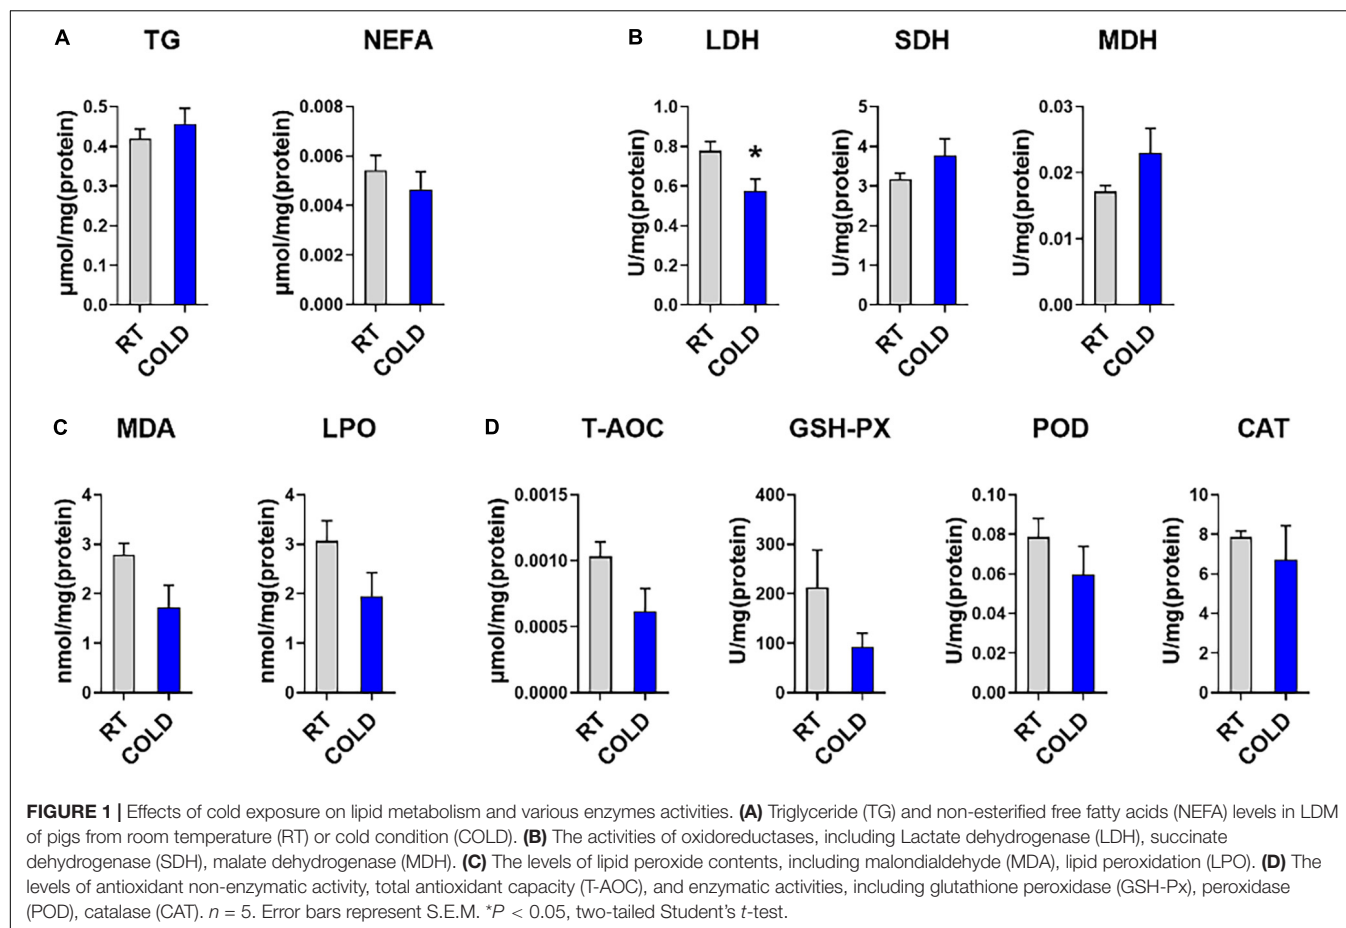 A TG NEFA B LDH SDH MDH
μmol/mg(protein)
0.5
0.4
0.3
0.2
0.1
0.0
RT
COLD
μmol/mg(protein)
0.008
0.006
0.004
0.002
0.000
RT
COLD
U/mg(protein)
1.0
0.8
0.6
0.4
0.2
0.0
*
RT
COLD
U/mg(protein)
5
4
3
2
1
0
RT
COLD
U/mg(protein)
0.03
0.02
0.01
0.00
RT
COLD
C MDA LPO D T-AOC GSH-PX POD CAT
nmol/mg(protein)
4
3
2
1
0
RT
COLD
nmol/mg(protein)
4
3
2
1
0
RT
COLD
μmol/mg(protein)
0.0015
0.0010
0.0005
0.0000
RT
COLD
U/mg(protein)
400
300
200
100
0
RT
COLD
U/mg(protein)
0.10
0.08
0.06
0.04
0.02
0.00
RT
COLD
U/mg(protein)
10
8
6
4
2
0
RT
COLD
FIGURE 1 | Effects of cold exposure on lipid metabolism and various enzymes activities. (A) Triglyceride (TG) and non-esterified free fatty acids (NEFA) levels in LDM
of pigs from room temperature (RT) or cold condition (COLD). (B) The activities of oxidoreductases, including Lactate dehydrogenase (LDH), succinate
dehydrogenase (SDH), malate dehydrogenase (MDH). (C) The levels of lipid peroxide contents, including malondialdehyde (MDA), lipid peroxidation (LPO). (D) The
levels of antioxidant non-enzymatic activity, total antioxidant capacity (T-AOC), and enzymatic activities, including glutathione peroxidase (GSH-Px), peroxidase
(POD), catalase (CAT). n = 5. Error bars represent S.E.M. *P < 0.05, two-tailed Student's t-test.